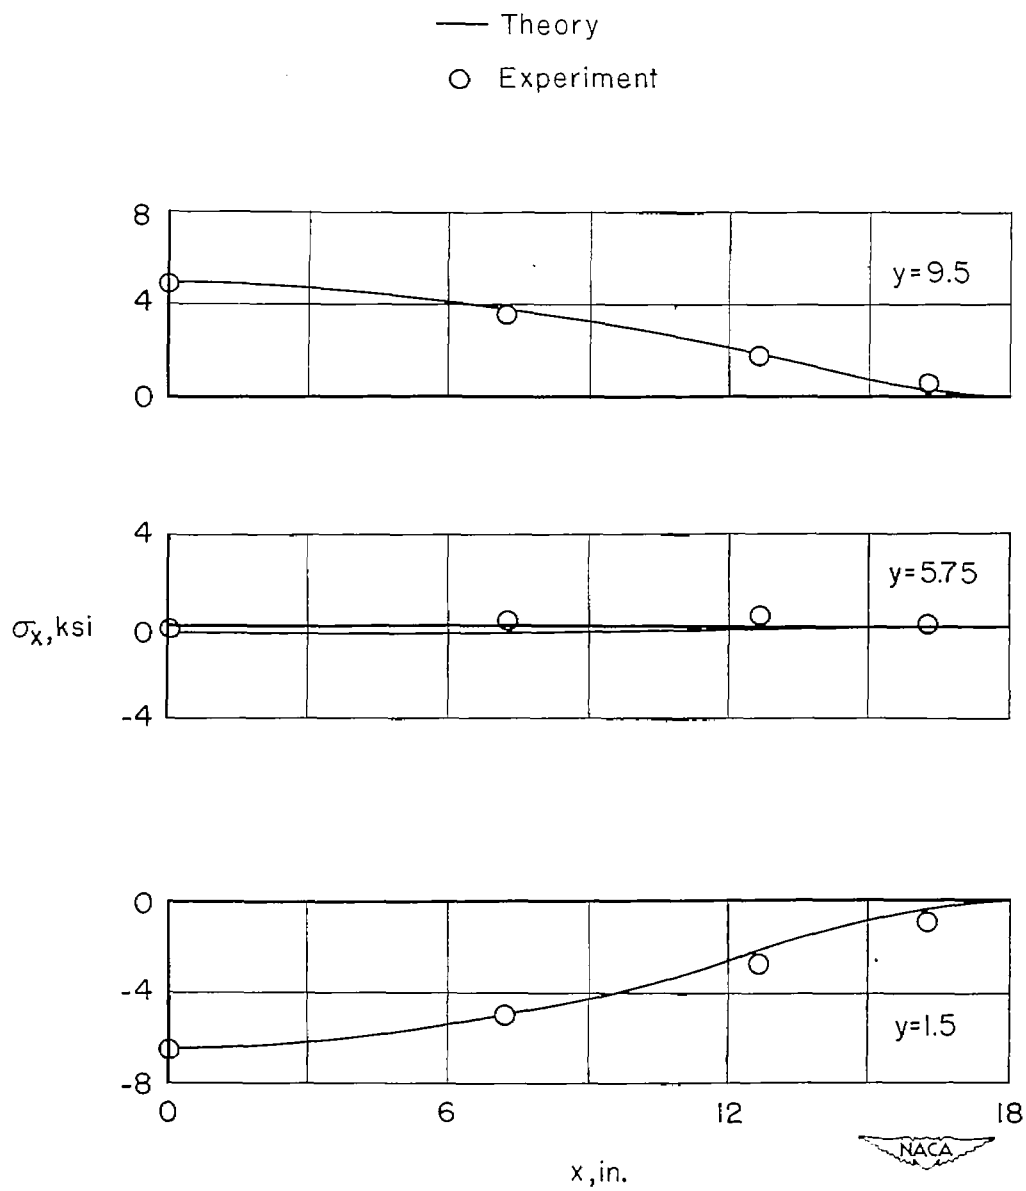 Theory
Experiment
8
y=9.5
4
0
4
y=5.75
σx, ksi
0
-4
0
-4
y=1.5
-8
0 6 12 18
NACA
x, in.